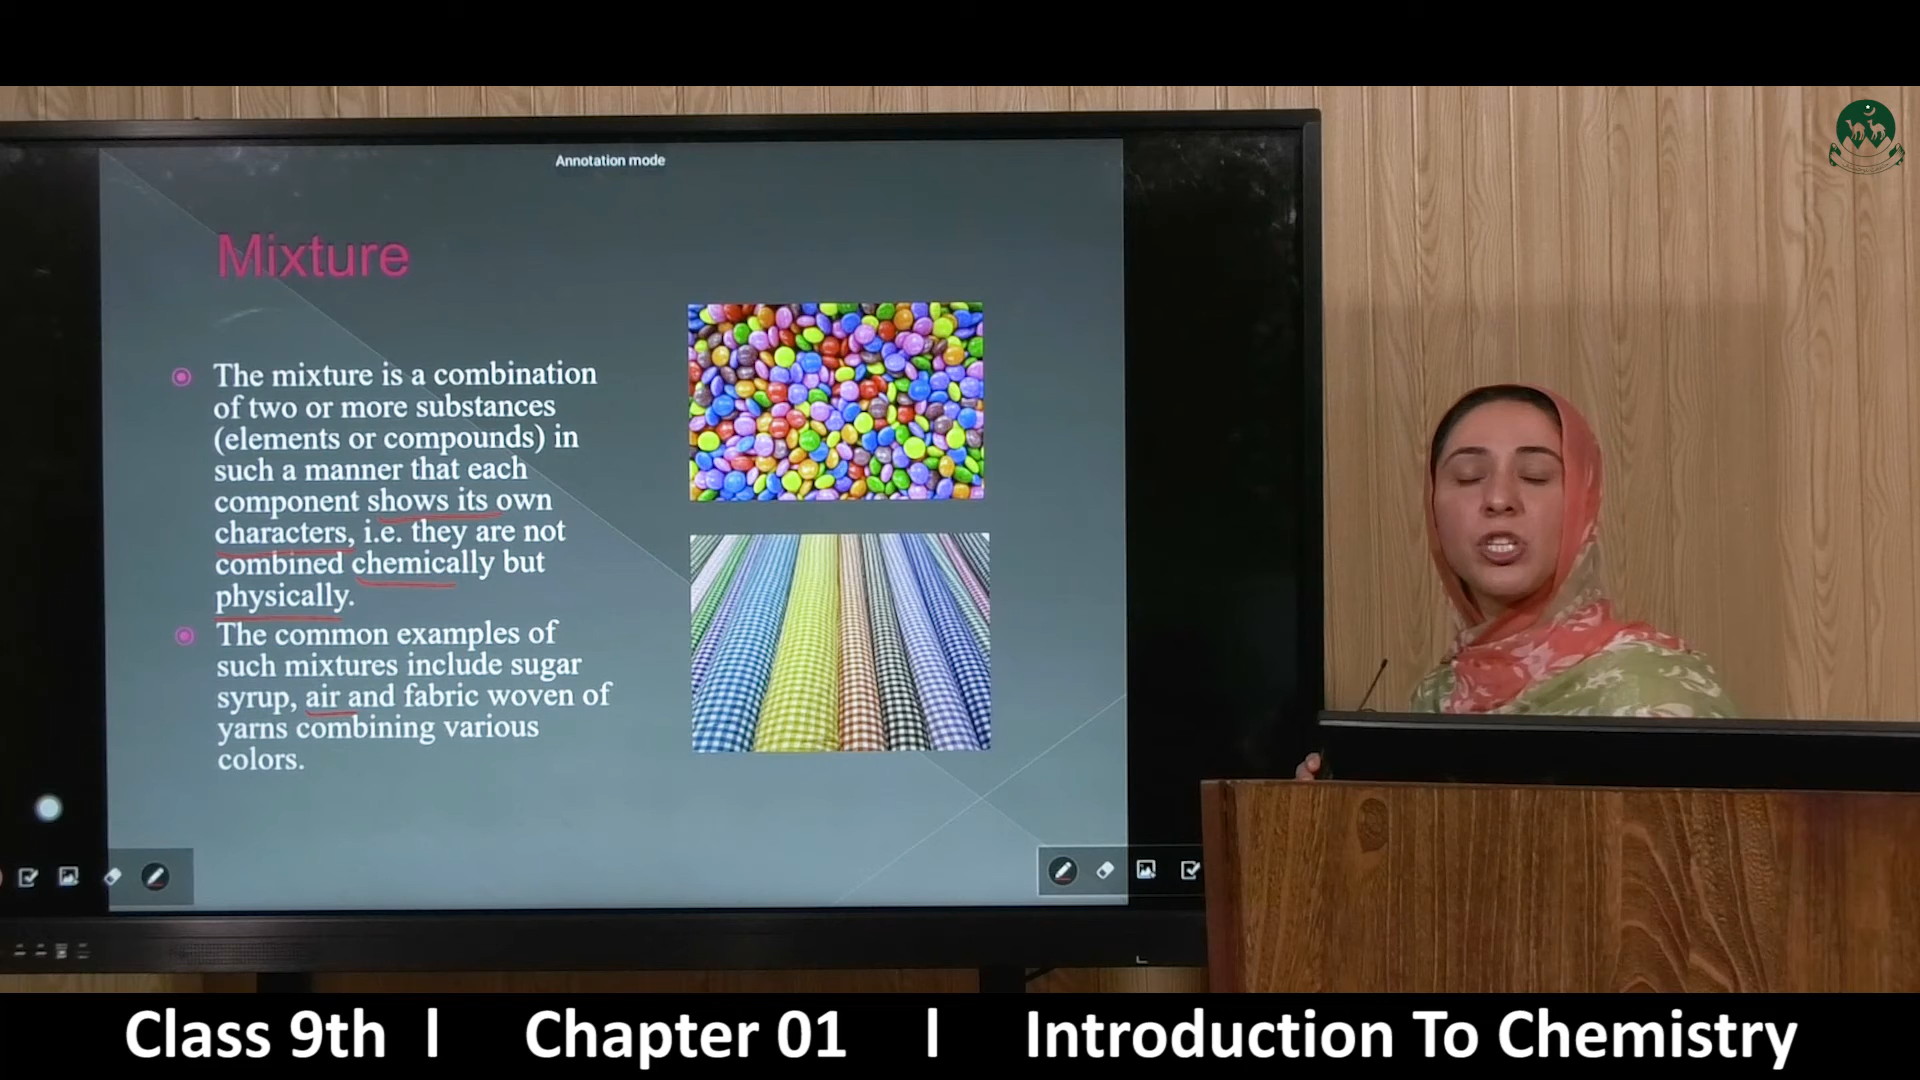 Annotation mode
Mixture
The mixture is a combination
of two or more substances
(elements or compounds) in
such a manner that each
component shows its own
characters, i.e. they are not
combined chemically but
physically.
The common examples of
such mixtures include sugar
syrup, air and fabric woven of
yarns combining various
colors.
Class 9th l Chapter 01 l Introduction To Chemistry